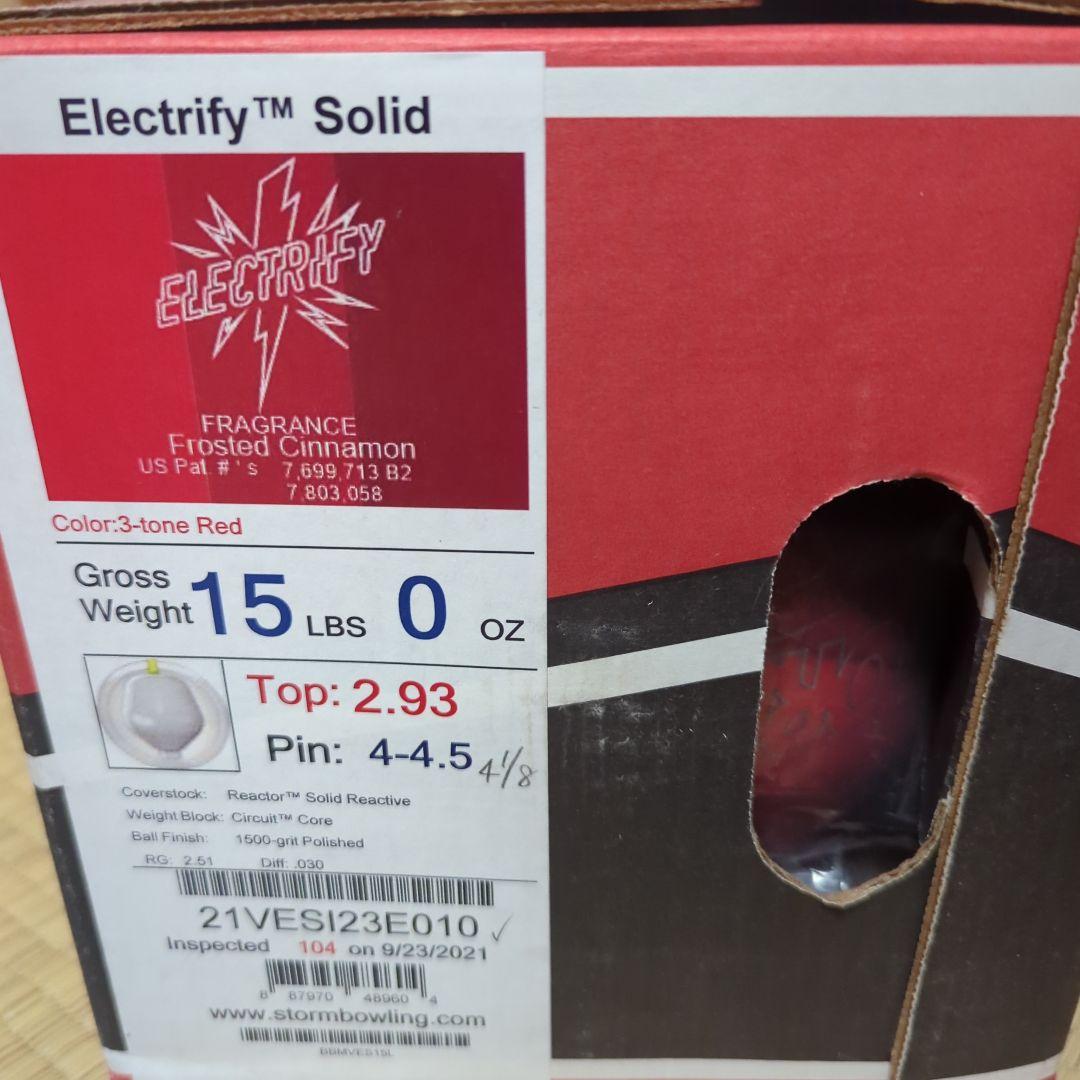 Electrify™ Solid
ELECTRIFY
FRAGRANCE
Frosted Cinnamon
US Pat. #'s 7,699,713 B2
7,803,058
Color:3-tone Red
Gross Weight 15 LBS 0 OZ
Top: 2.93
Pin: 4-4.5 4 1/8
Coverstock: Reactor™ Solid Reactive
Weight Block: Circuit™ Core
Ball Finish: 1500-grit Polished
RG: 2.51 Diff: .030
21VESI23E010 ✓
Inspected 104 on 9/23/2021
8 87970 48960 4
www.stormbowling.com
BBMVES15L